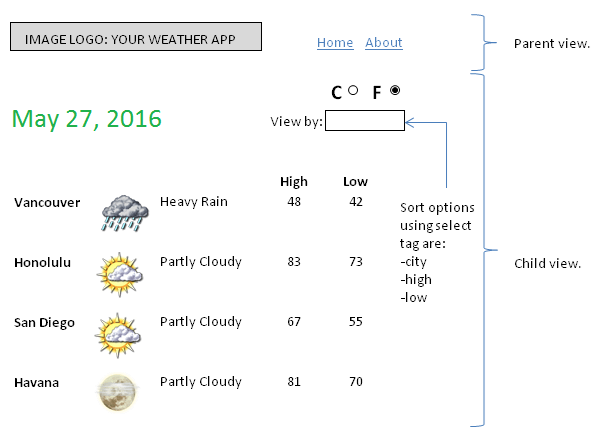 IMAGE LOGO: YOUR WEATHER APP
Home About
Parent view.
C F
May 27, 2016
View by:
High Low
Vancouver Heavy Rain 48 42
Sort options
using select
tag are:
-city
-high
-low
Honolulu Partly Cloudy 83 73
Child view.
San Diego Partly Cloudy 67 55
Havana Partly Cloudy 81 70